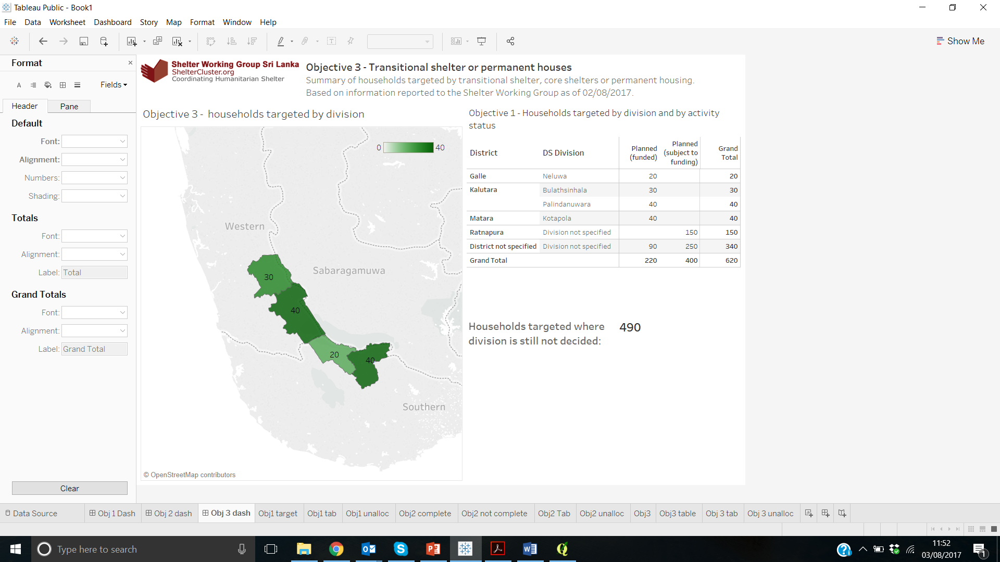 Tableau Public - Book1
File Data Worksheet Dashboard Story Map Format Window Help
Show Me
Format
A Fields
Header Pane
Default
Font:
Alignment:
Numbers:
Shading:
Totals
Font:
Alignment:
Label: Total
Grand Totals
Font:
Alignment:
Label: Grand Total
Clear
Shelter Working Group Sri Lanka
ShelterCluster.org
Coordinating Humanitarian Shelter
Objective 3 - Transitional shelter or permanent houses
Summary of households targeted by transitional shelter, core shelters or permanent housing.
Based on information reported to the Shelter Working Group as of 02/08/2017.
Objective 3 - households targeted by division
0 40
Western
Sabaragamuwa
30
40
20
40
Southern
© OpenStreetMap contributors
Objective 1 - Households targeted by division and by activity
status
District DS Division Planned (funded) Planned (subject to funding) Grand Total
Galle Neluwa 20 20
Kalutara Bulathsinhala 30 30
Palindanuwara 40 40
Matara Kotapola 40 40
Ratnapura Division not specified 150 150
District not specified Division not specified 90 250 340
Grand Total 220 400 620
Households targeted where 490
division is still not decided:
Data Source Obj 1 Dash Obj 2 dash Obj 3 dash Obj1 target Obj1 tab Obj1 unalloc Obj2 complete Obj2 not complete Obj2 Tab Obj2 unalloc Obj3 Obj3 table Obj 3 tab Obj 3 unalloc
Type here to search
11:52
03/08/2017
1